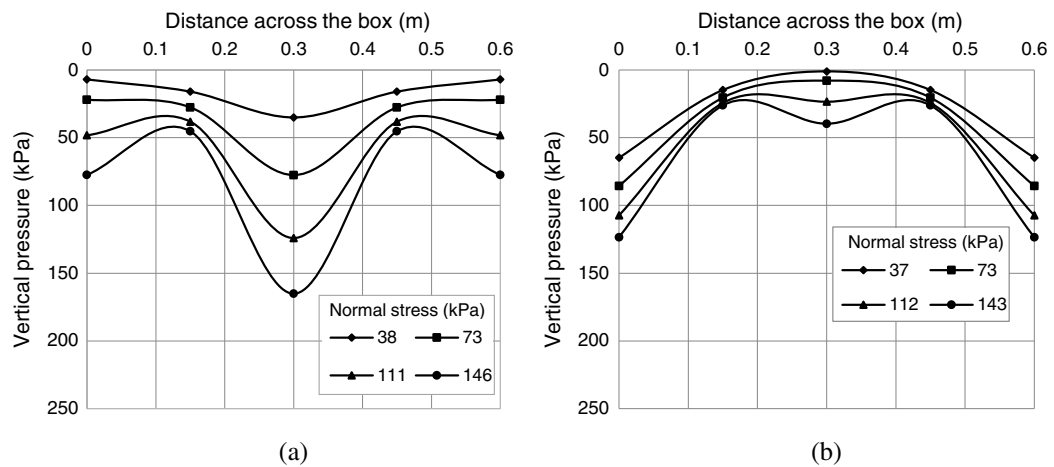 Distance across the box (m)
0 0.1 0.2 0.3 0.4 0.5 0.6
0
50
100
150
200
250
Vertical pressure (kPa)
Normal stress (kPa)
38 73
111 146
(a)
Distance across the box (m)
0 0.1 0.2 0.3 0.4 0.5 0.6
0
50
100
150
200
250
Vertical pressure (kPa)
Normal stress (kPa)
37 73
112 143
(b)